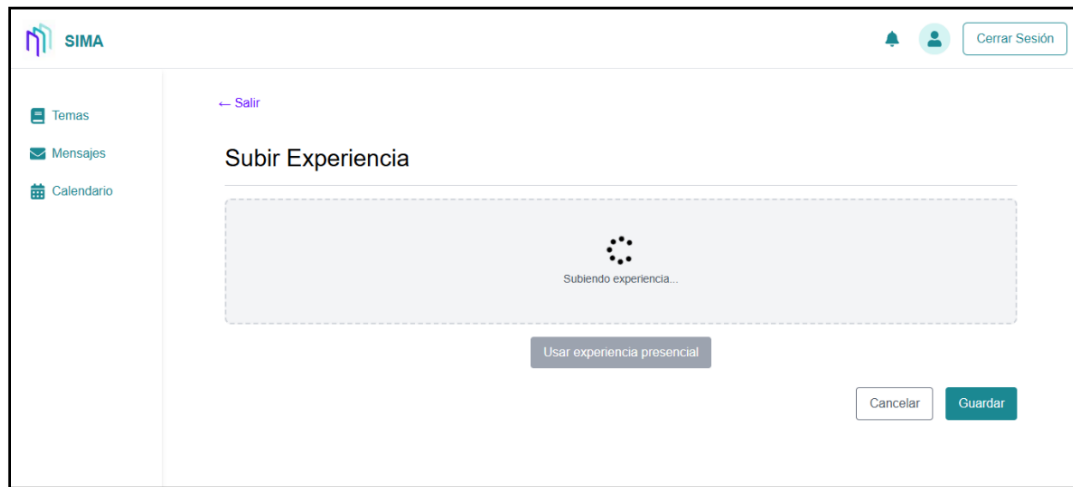 SIMA
Cerrar Sesión
Temas
Mensajes
Calendario
← Salir
Subir Experiencia
Subiendo experiencia...
Usar experiencia presencial
Cancelar
Guardar